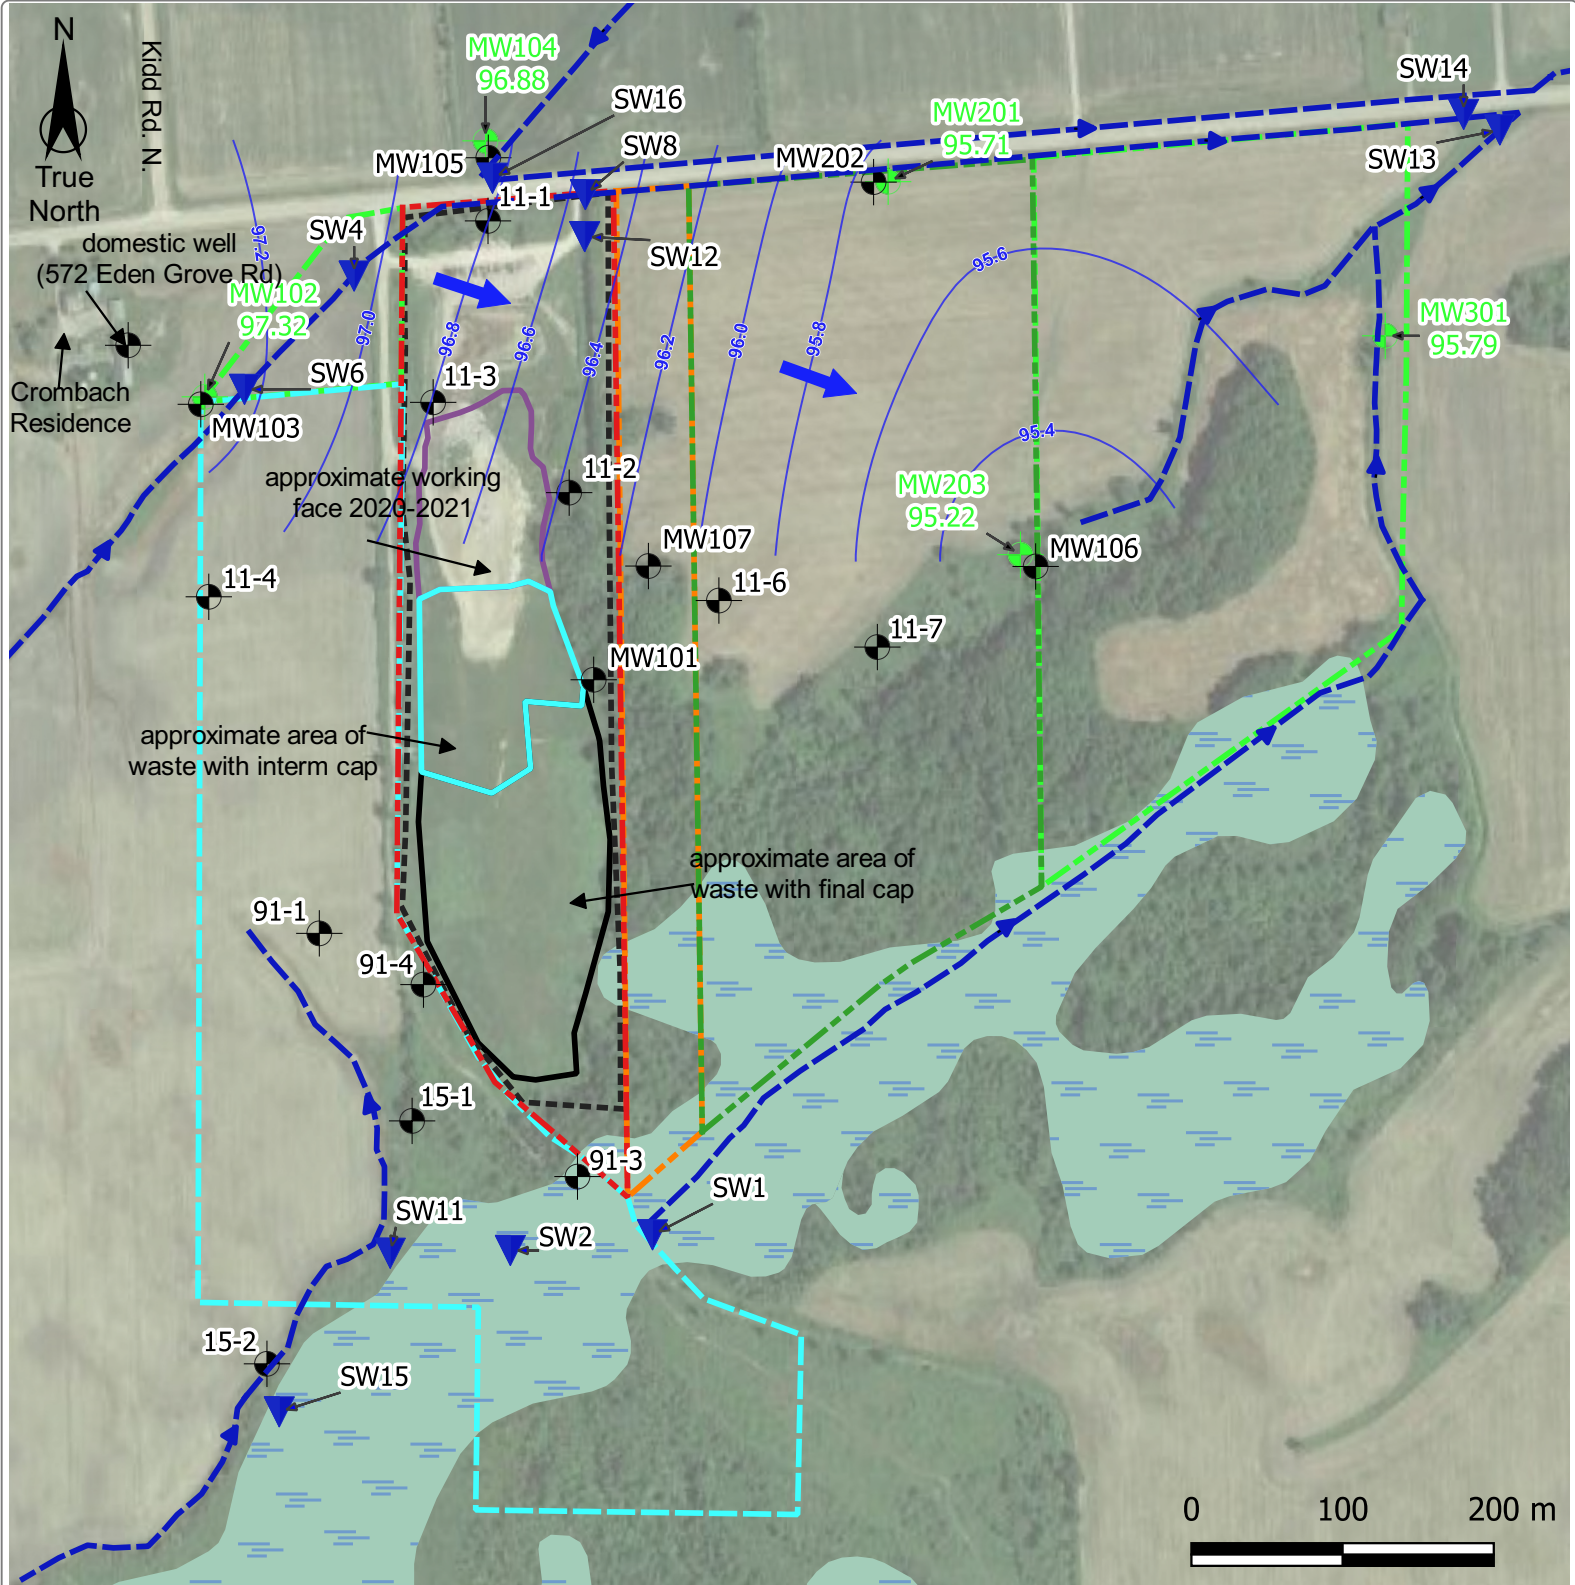 N
True
North
Kidd Rd. N.
MW104
96.88
SW16
SW14
MW201
95.71
SW8
MW202
MW105
SW13
11-1
SW4
domestic well
(572 Eden Grove Rd)
97.2
SW12
95.6
MW102
97.32
97.0
96.8
96.6
96.4
96.2
96.0
95.8
MW301
95.79
SW6
11-3
Crombach
Residence
MW103
95.4
approximate working
face 2020-2021
11-2
MW203
95.22
MW107
MW106
11-4
11-6
11-7
MW101
approximate area of
waste with interm cap
approximate area of
waste with final cap
91-1
91-4
15-1
91-3
SW1
SW11
SW2
15-2
SW15
0 100 200 m